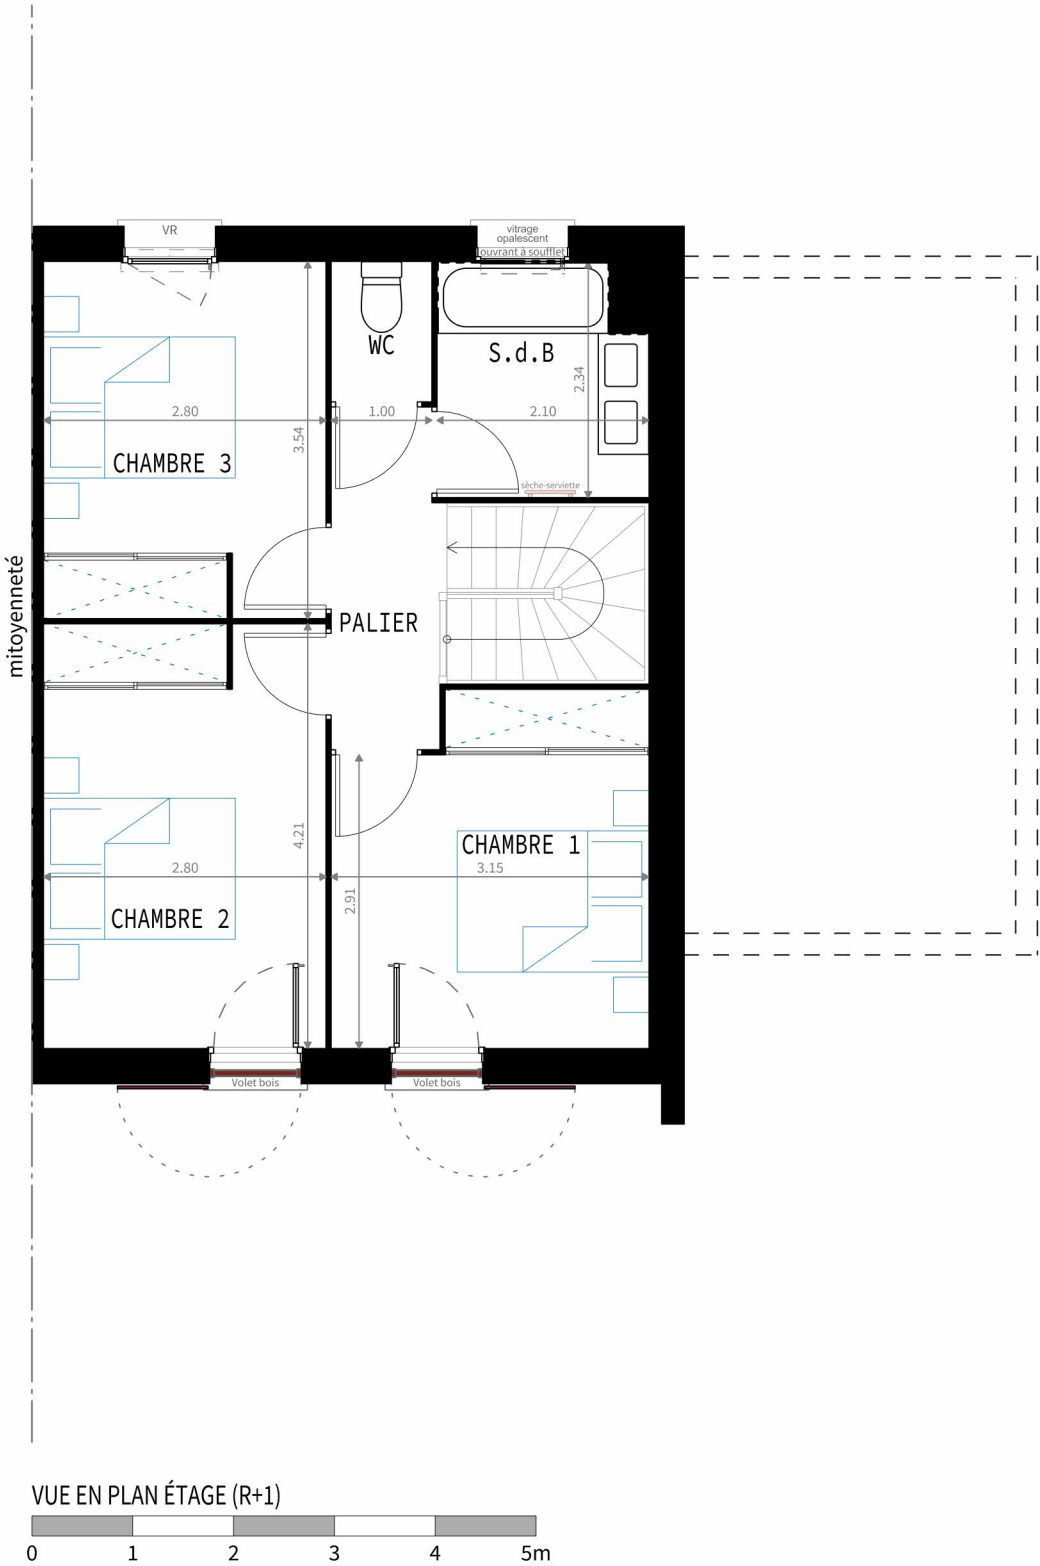 VR
vitrage
opalescent
ouvrant à soufflet
WC
S.d.B
2.34
2.80
1.00
2.10
3.54
CHAMBRE 3
sèche-serviette
mitoyenneté
PALIER
4.21
CHAMBRE 1
2.80
3.15
2.91
CHAMBRE 2
Volet bois
Volet bois
VUE EN PLAN ÉTAGE (R+1)
0 1 2 3 4 5m